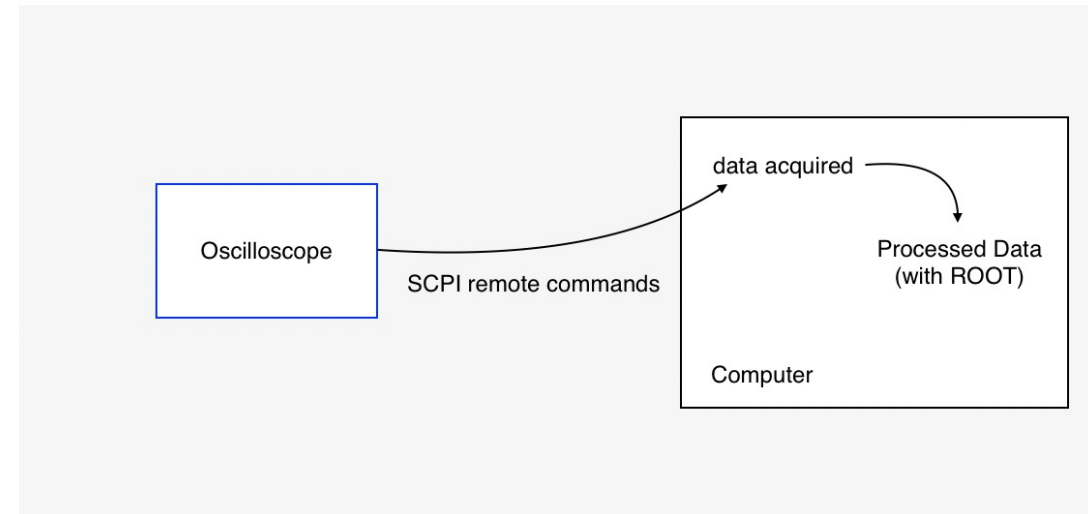 Oscilloscope
SCPI remote commands
data acquired
Processed Data
(with ROOT)
Computer